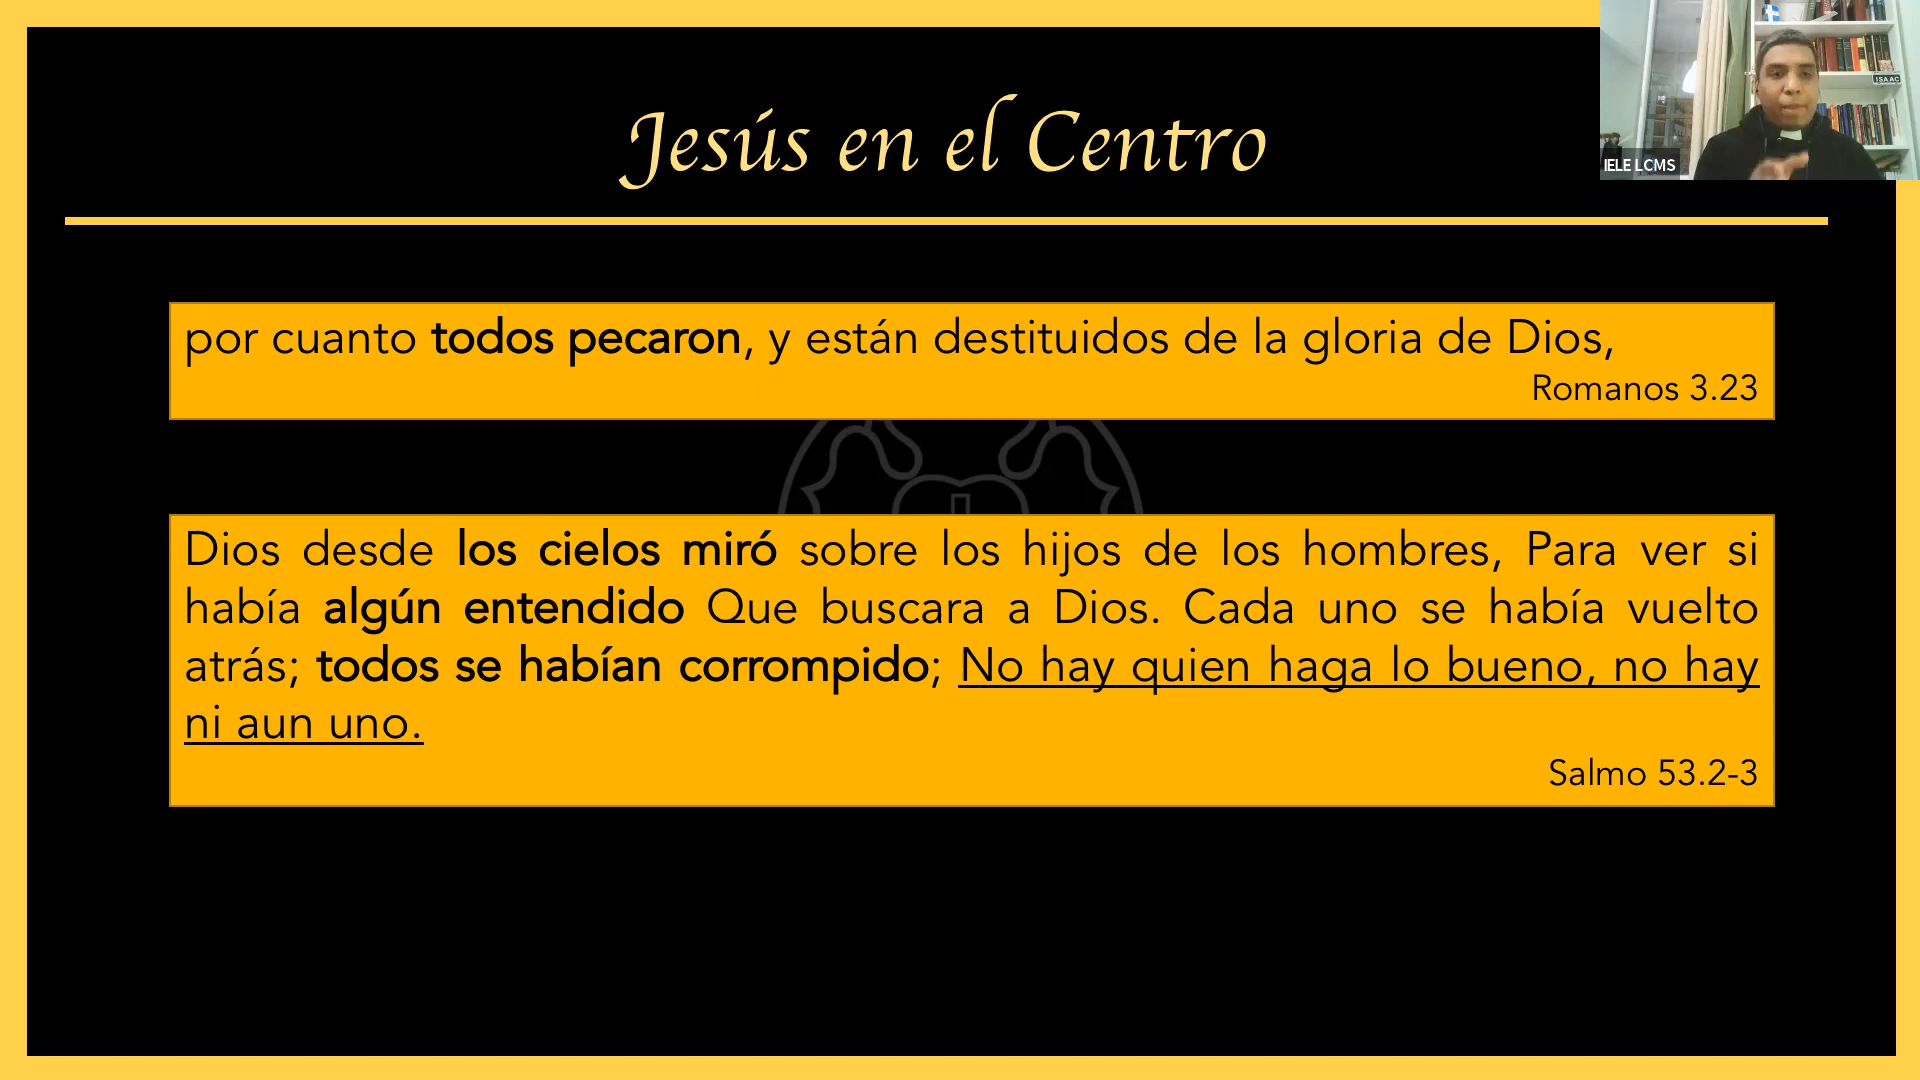 Jesús en el Centro
ISAAC
IELE LCMS
por cuanto todos pecaron, y están destituidos de la gloria de Dios,
Romanos 3.23
Dios desde los cielos miró sobre los hijos de los hombres, Para ver si
había algún entendido Que buscara a Dios. Cada uno se había vuelto
atrás; todos se habían corrompido; No hay quien haga lo bueno, no hay
ni aun uno.
Salmo 53.2-3